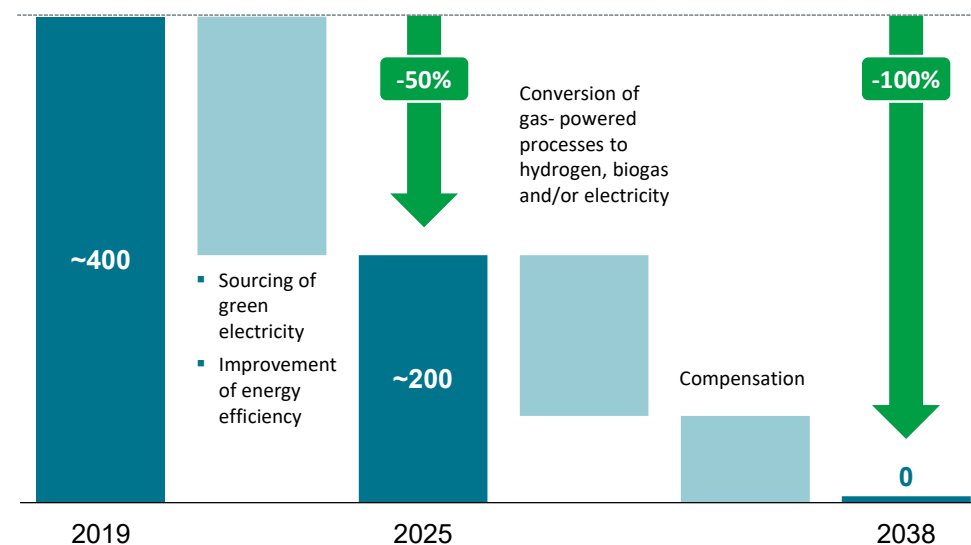 -50%
-100%
Conversion of
gas- powered
processes to
hydrogen, biogas
and/or electricity
~400
▪ Sourcing of
green
electricity
▪ Improvement
of energy
efficiency
~200
Compensation
0
2019
2025
2038